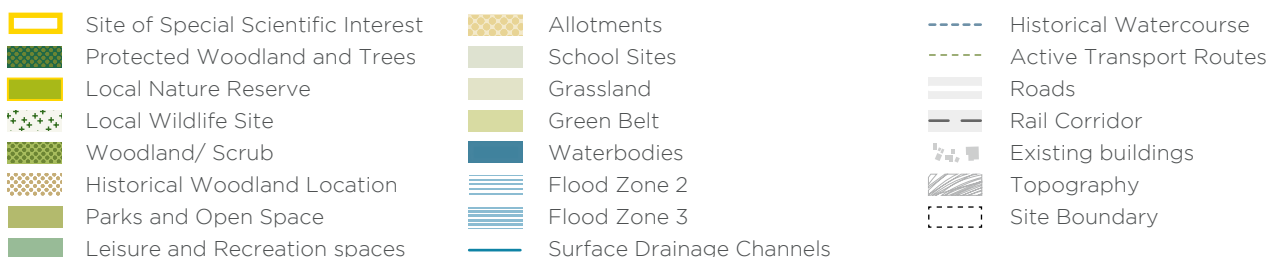 Site of Special Scientific Interest
Protected Woodland and Trees
Local Nature Reserve
Local Wildlife Site
Woodland/ Scrub
Historical Woodland Location
Parks and Open Space
Leisure and Recreation spaces
Allotments
School Sites
Grassland
Green Belt
Waterbodies
Flood Zone 2
Flood Zone 3
Surface Drainage Channels
Historical Watercourse
Active Transport Routes
Roads
Rail Corridor
Existing buildings
Topography
Site Boundary